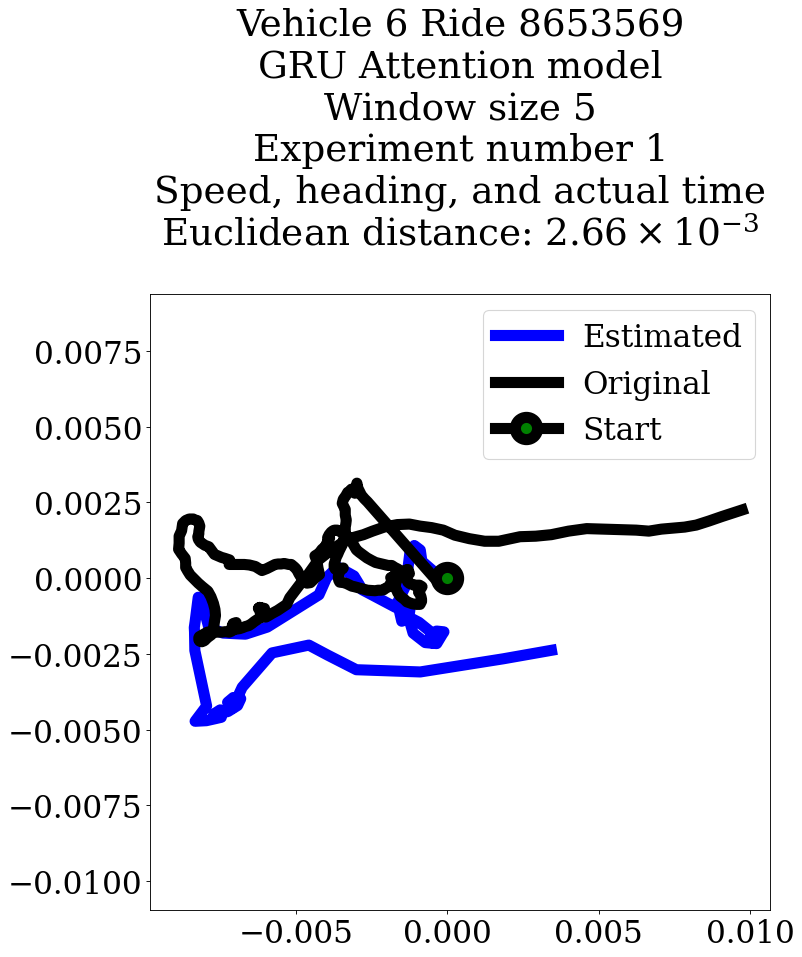 Vehicle 6 Ride 8653569
GRU Attention model
Window size 5
Experiment number 1
Speed, heading, and actual time
Euclidean distance: 2.66 × 10⁻³
Estimated
Original
Start
0.0075
0.0050
0.0025
0.0000
−0.0025
−0.0050
−0.0075
−0.0100
−0.005 0.000 0.005 0.010